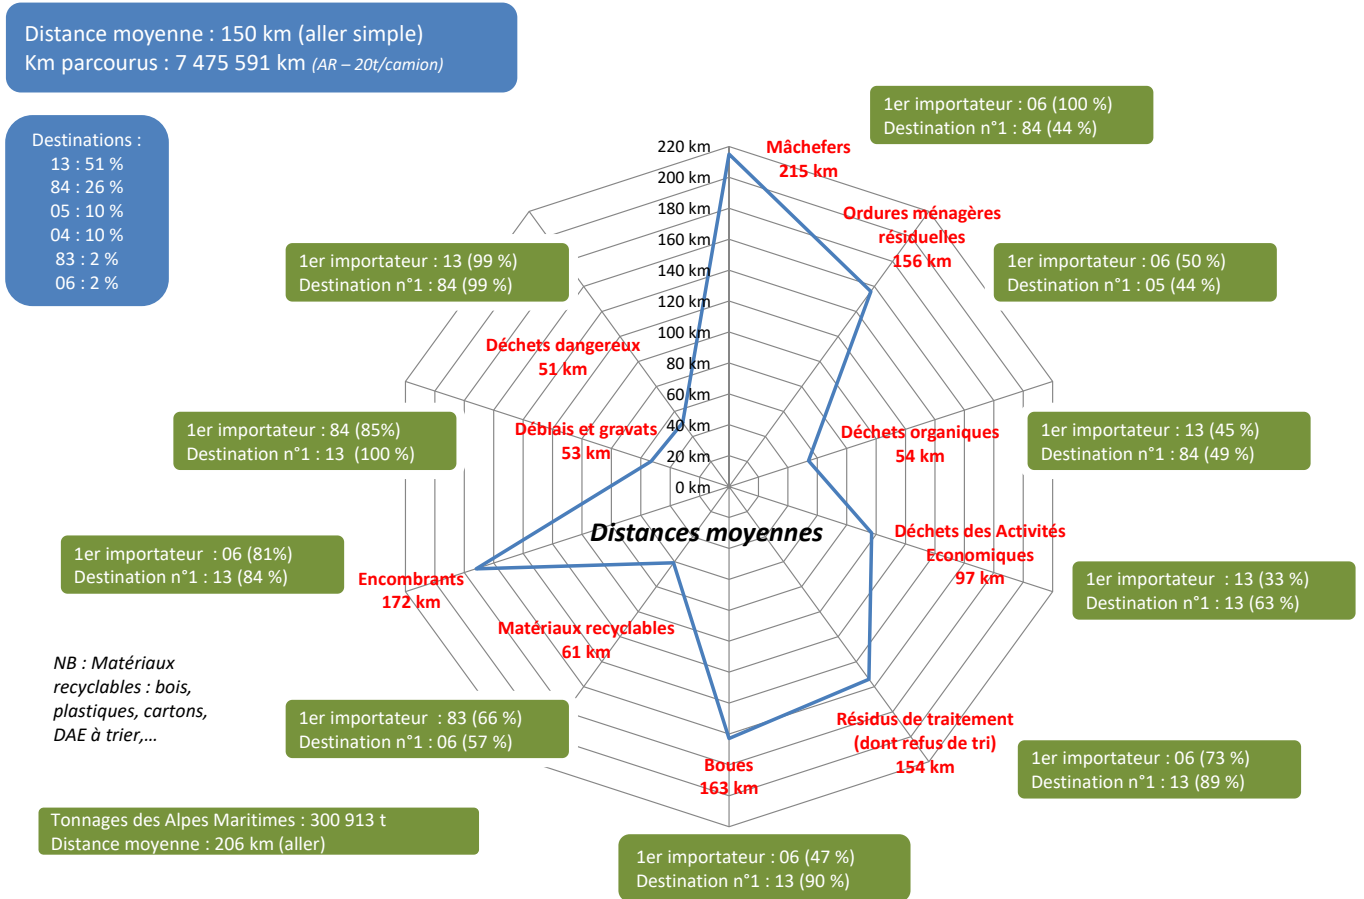 Distance moyenne : 150 km (aller simple)
Km parcourus : 7 475 591 km (AR – 20t/camion)
Destinations :
13 : 51 %
84 : 26 %
05 : 10 %
04 : 10 %
83 : 2 %
06 : 2 %
1er importateur : 06 (100 %)
Destination n°1 : 84 (44 %)
220 km
200 km
180 km
160 km
140 km
120 km
100 km
80 km
60 km
40 km
20 km
0 km
Mâchefers
215 km
Ordures ménagères
résiduelles
156 km
1er importateur : 06 (50 %)
Destination n°1 : 05 (44 %)
1er importateur : 13 (99 %)
Destination n°1 : 84 (99 %)
Déchets dangereux
51 km
1er importateur : 84 (85%)
Destination n°1 : 13 (100 %)
Déblais et gravats
53 km
Déchets organiques
54 km
1er importateur : 13 (45 %)
Destination n°1 : 84 (49 %)
Distances moyennes
Déchets des Activités
Economiques
97 km
1er importateur : 13 (33 %)
Destination n°1 : 13 (63 %)
1er importateur : 06 (81%)
Destination n°1 : 13 (84 %)
Encombrants
172 km
Matériaux recyclables
61 km
NB : Matériaux
recyclables : bois,
plastiques, cartons,
DAE à trier,...
1er importateur : 83 (66 %)
Destination n°1 : 06 (57 %)
Boues
163 km
Résidus de traitement
(dont refus de tri)
154 km
1er importateur : 06 (73 %)
Destination n°1 : 13 (89 %)
Tonnages des Alpes Maritimes : 300 913 t
Distance moyenne : 206 km (aller)
1er importateur : 06 (47 %)
Destination n°1 : 13 (90 %)